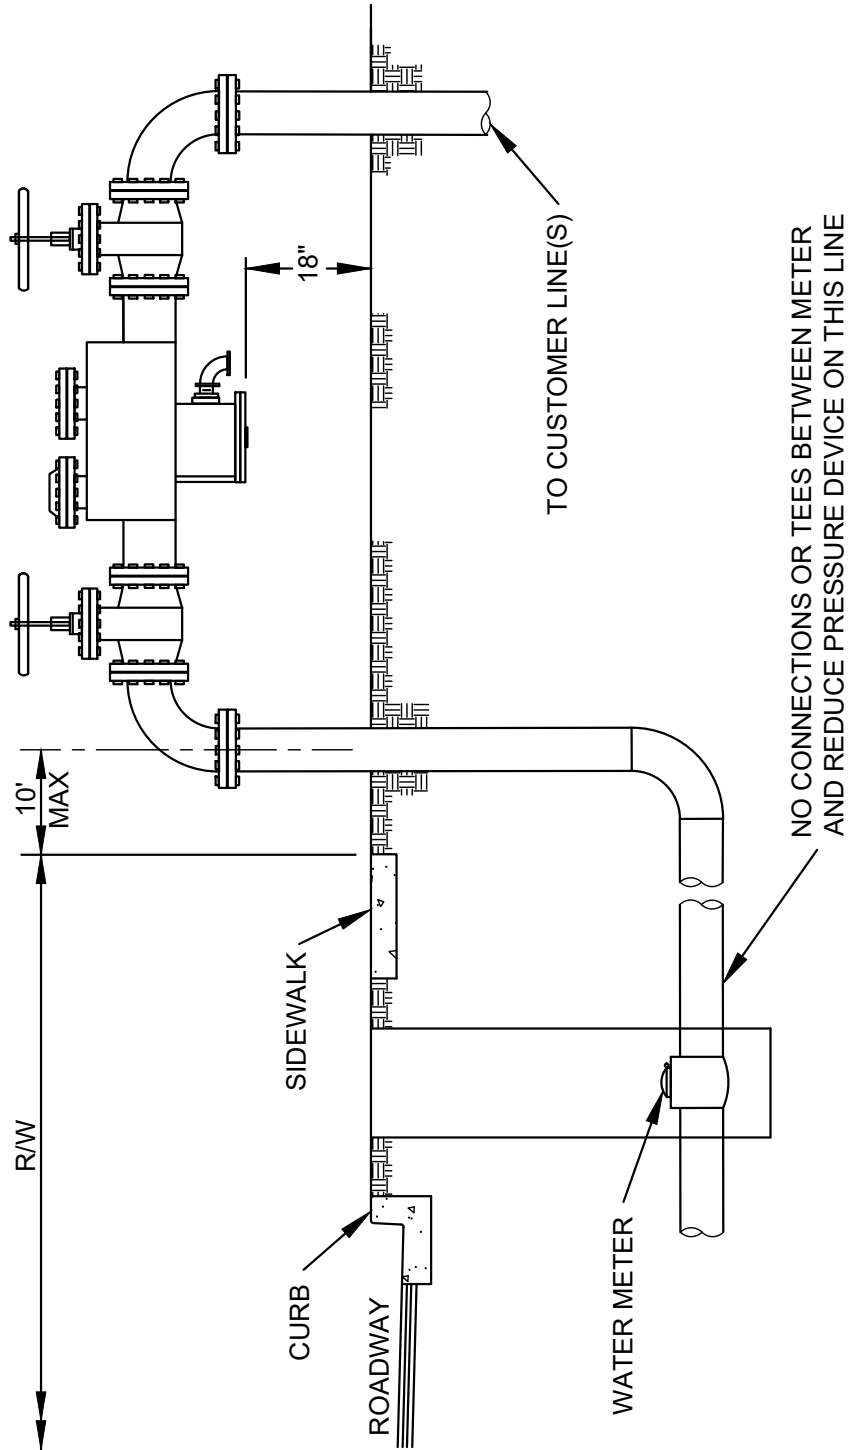 R/W
10'
MAX
18"
SIDEWALK
CURB
ROADWAY
WATER METER
TO CUSTOMER LINE(S)
NO CONNECTIONS OR TEES BETWEEN METER
AND REDUCE PRESSURE DEVICE ON THIS LINE